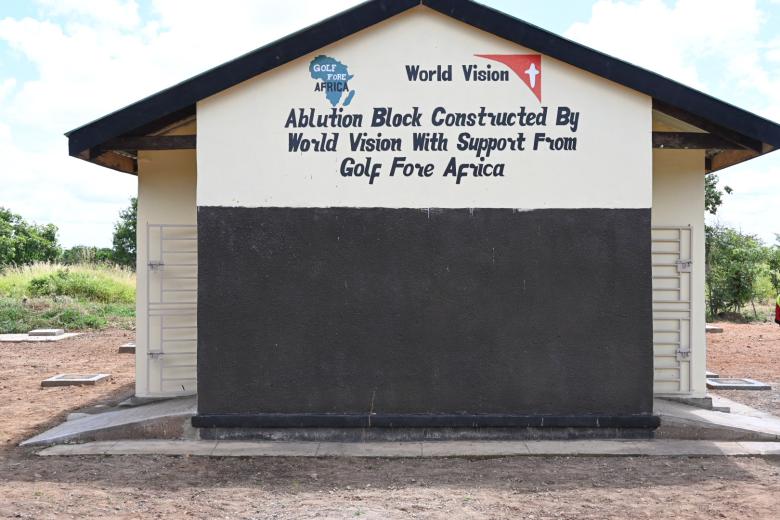 GOLF
FORE
AFRICA
World Vision
Ablution Block Constructed By
World Vision With Support From
Golf Fore Africa